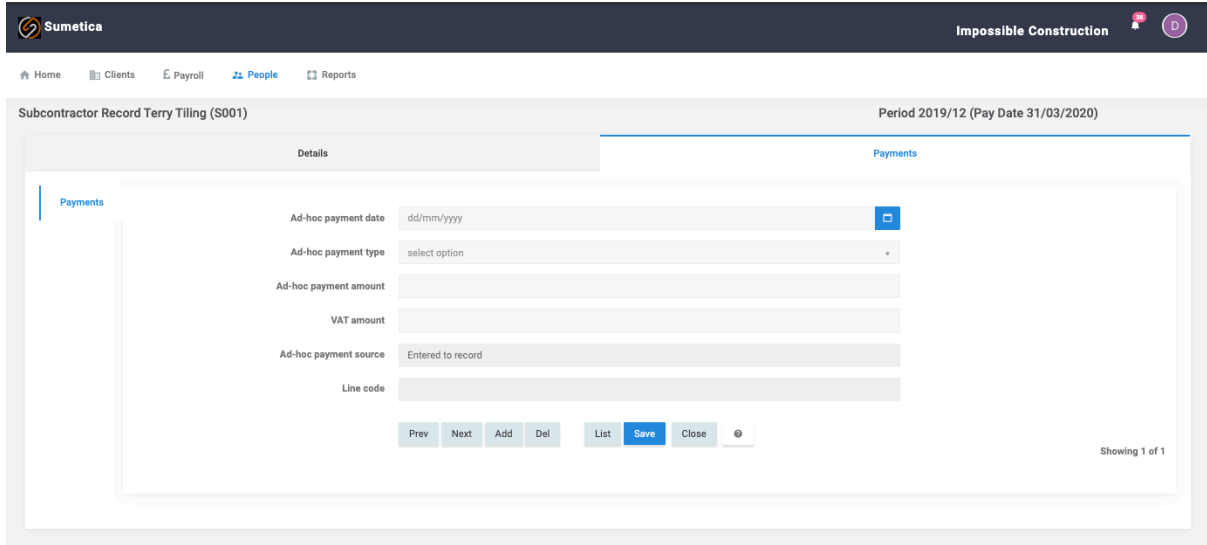 Sumetica
Impossible Construction 36 D
Home Clients £ Payroll People Reports
Subcontractor Record Terry Tiling (S001) Period 2019/12 (Pay Date 31/03/2020)
Details Payments
Payments
Ad-hoc payment date dd/mm/yyyy
Ad-hoc payment type select option
Ad-hoc payment amount
VAT amount
Ad-hoc payment source Entered to record
Line code
Prev Next Add Del List Save Close ?
Showing 1 of 1